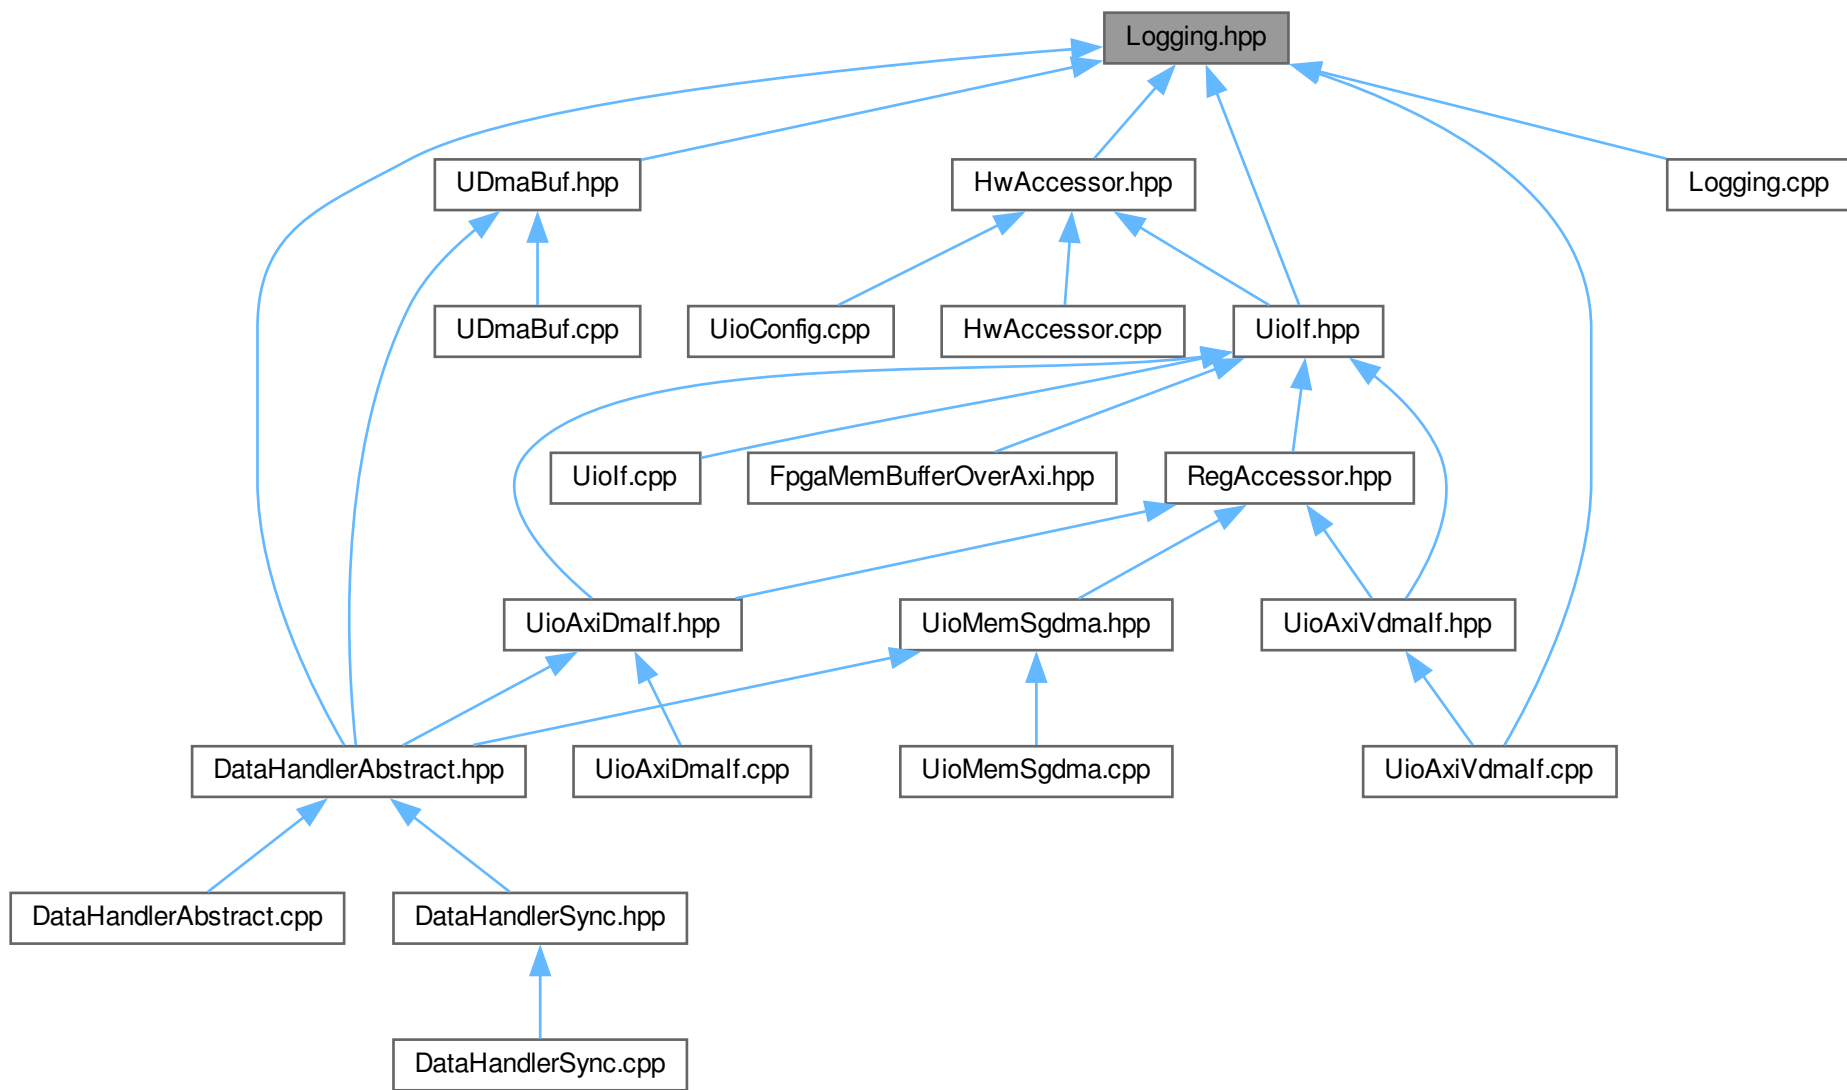 Logging.hpp
UDmaBuf.hpp
HwAccessor.hpp
Logging.cpp
UDmaBuf.cpp
UioConfig.cpp
HwAccessor.cpp
UioIf.hpp
UioIf.cpp
FpgaMemBufferOverAxi.hpp
RegAccessor.hpp
UioAxiDmaIf.hpp
UioMemSgdma.hpp
UioAxiVdmaIf.hpp
DataHandlerAbstract.hpp
UioAxiDmaIf.cpp
UioMemSgdma.cpp
UioAxiVdmaIf.cpp
DataHandlerAbstract.cpp
DataHandlerSync.hpp
DataHandlerSync.cpp